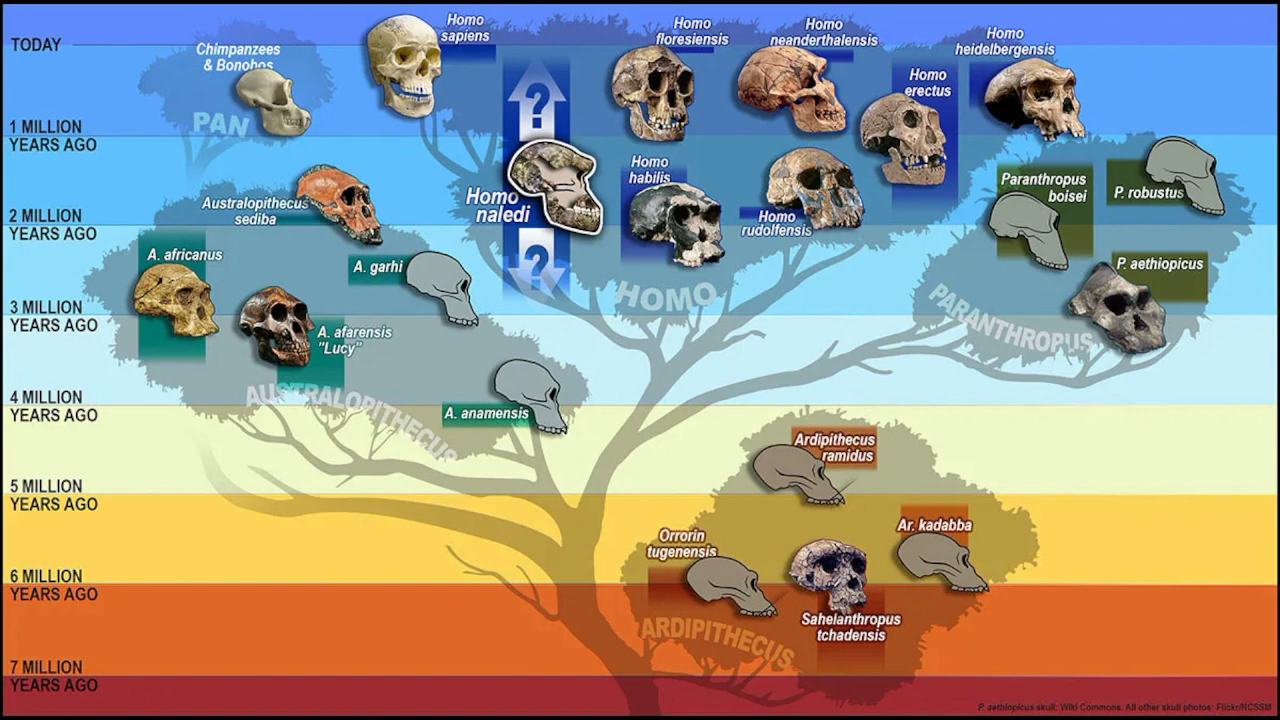 TODAY
Chimpanzees
& Bonobos
Homo
sapiens
Homo
floresiensis
Homo
neanderthalensis
Homo
heidelbergensis
Homo
erectus
?
PAN
1 MILLION
YEARS AGO
Homo
habilis
Paranthropus
boisei
P. robustus
Australopithecus
sediba
Homo
naledi
Homo
rudolfensis
2 MILLION
YEARS AGO
A. africanus
A. garhi
?
P. aethiopicus
HOMO
3 MILLION
YEARS AGO
A. afarensis
"Lucy"
PARANTHROPUS
4 MILLION
YEARS AGO
AUSTRALOPITHECUS
A. anamensis
Ardipithecus
ramidus
5 MILLION
YEARS AGO
Orrorin
tugenensis
Ar. kadabba
6 MILLION
YEARS AGO
Sahelanthropus
tchadensis
ARDIPITHECUS
7 MILLION
YEARS AGO
P. aethiopicus skull: Wiki Commons. All other skull photos: Flickr/NCSSM